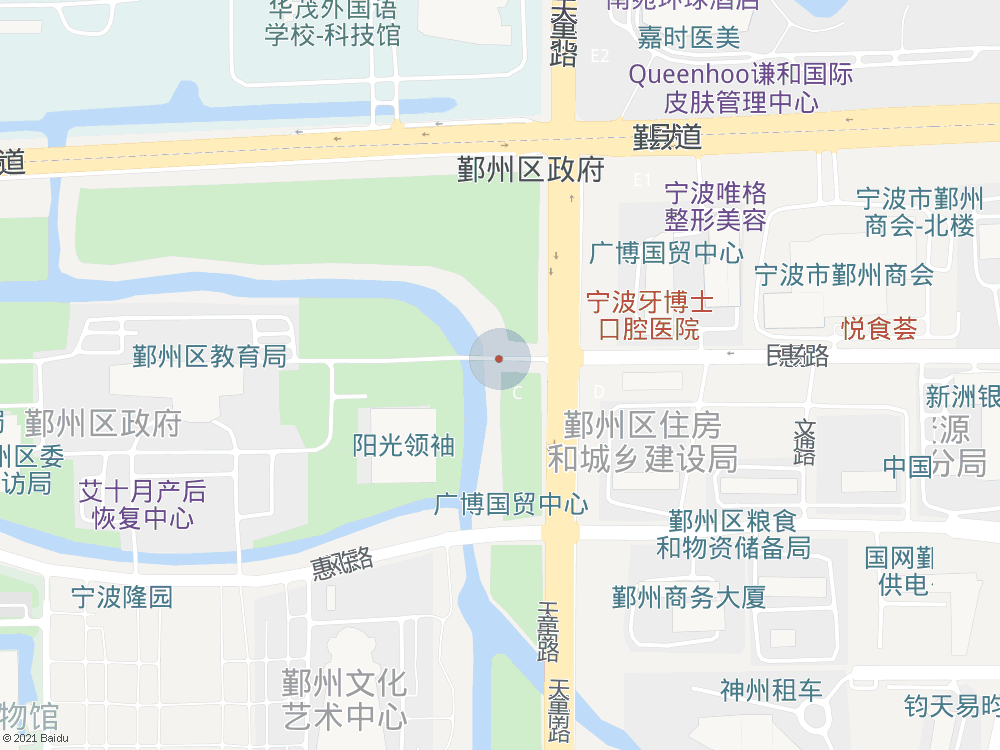 南苑环球酒店
华茂外国语
学校-科技馆
天童北路
嘉时医美
E2
Queenhoo谦和国际
皮肤管理中心
道
鄞县大道
鄞州区政府
E1
宁波唯格
整形美容
宁波市鄞州
商会-北楼
广博国贸中心
宁波市鄞州商会
宁波牙博士
口腔医院
悦食荟
鄞州区教育局
惠民东路
C
D
新洲银
鄞州区政府
局
鄞州区住房
和城乡建设局
文通路
源
分局
阳光领袖
州区委
访局
中国
艾十月产后
恢复中心
广博国贸中心
鄞州区粮食
和物资储备局
惠风路
国网鄞
供电
宁波隆园
鄞州商务大厦
天童南路
鄞州文化
艺术中心
天童南路
神州租车
钧天易昀
物馆
© 2021 Baidu